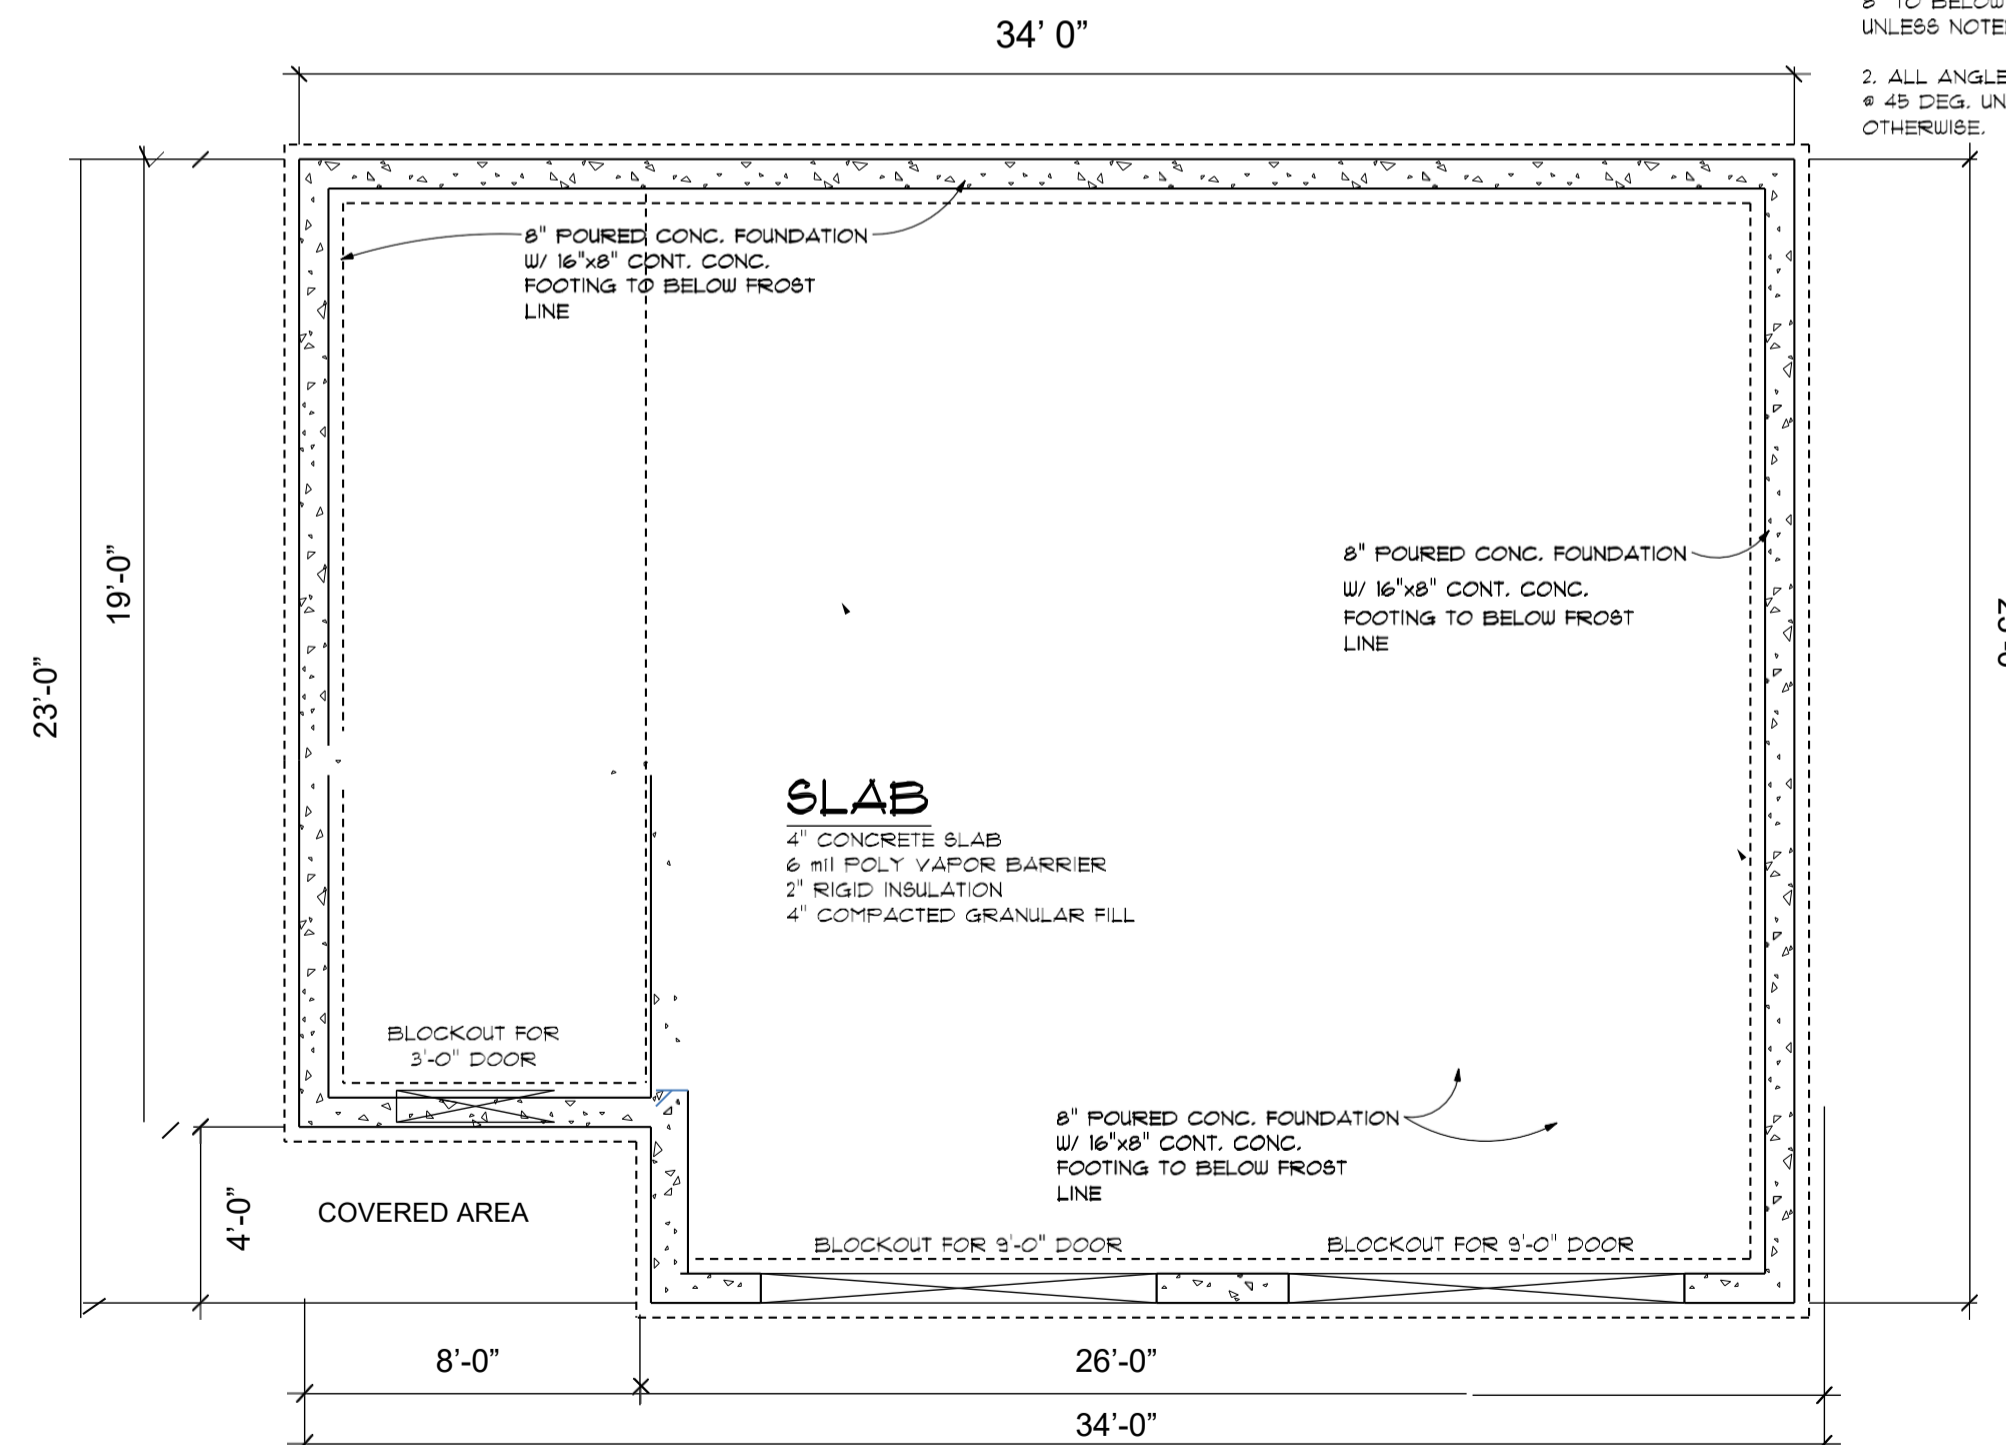 34' 0”
UNLESS NOTE
2. ALL ANGLE
@ 45 DEG. UN
OTHERWISE.
8" POURED CONC. FOUNDATION
W/ 16"x8" CONT. CONC.
FOOTING TO BELOW FROST
LINE
19'-0”
23'-0”
8" POURED CONC. FOUNDATION
W/ 16"x8" CONT. CONC.
FOOTING TO BELOW FROST
LINE
SLAB
4" CONCRETE SLAB
6 mil POLY VAPOR BARRIER
2" RIGID INSULATION
4" COMPACTED GRANULAR FILL
BLOCKOUT FOR
3'-0" DOOR
8" POURED CONC. FOUNDATION
W/ 16"x8" CONT. CONC.
FOOTING TO BELOW FROST
LINE
4'-0”
COVERED AREA
BLOCKOUT FOR 9'-0" DOOR
BLOCKOUT FOR 9'-0" DOOR
8'-0”
26'-0”
34'-0”